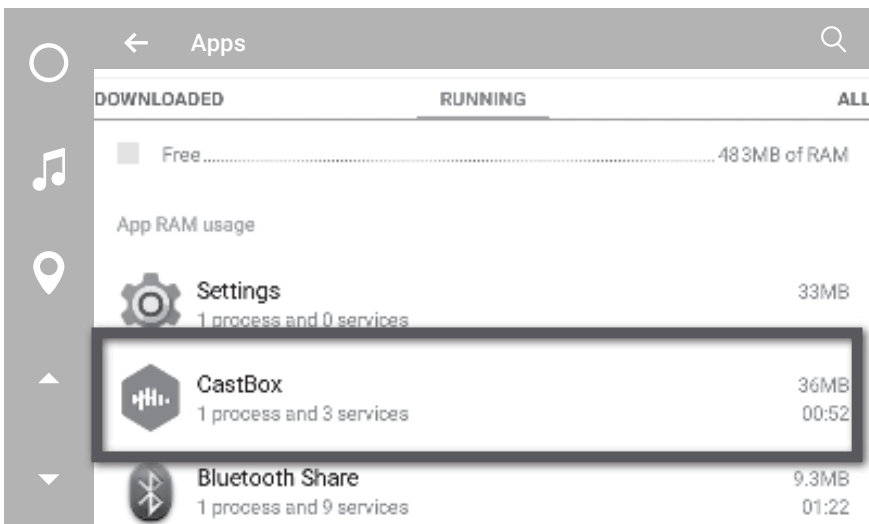 Apps
DOWNLOADED RUNNING ALL
Free 483MB of RAM
App RAM usage
Settings 33MB
1 process and 0 services
CastBox 36MB
1 process and 3 services 00:52
Bluetooth Share 9.3MB
1 process and 9 services 01:22